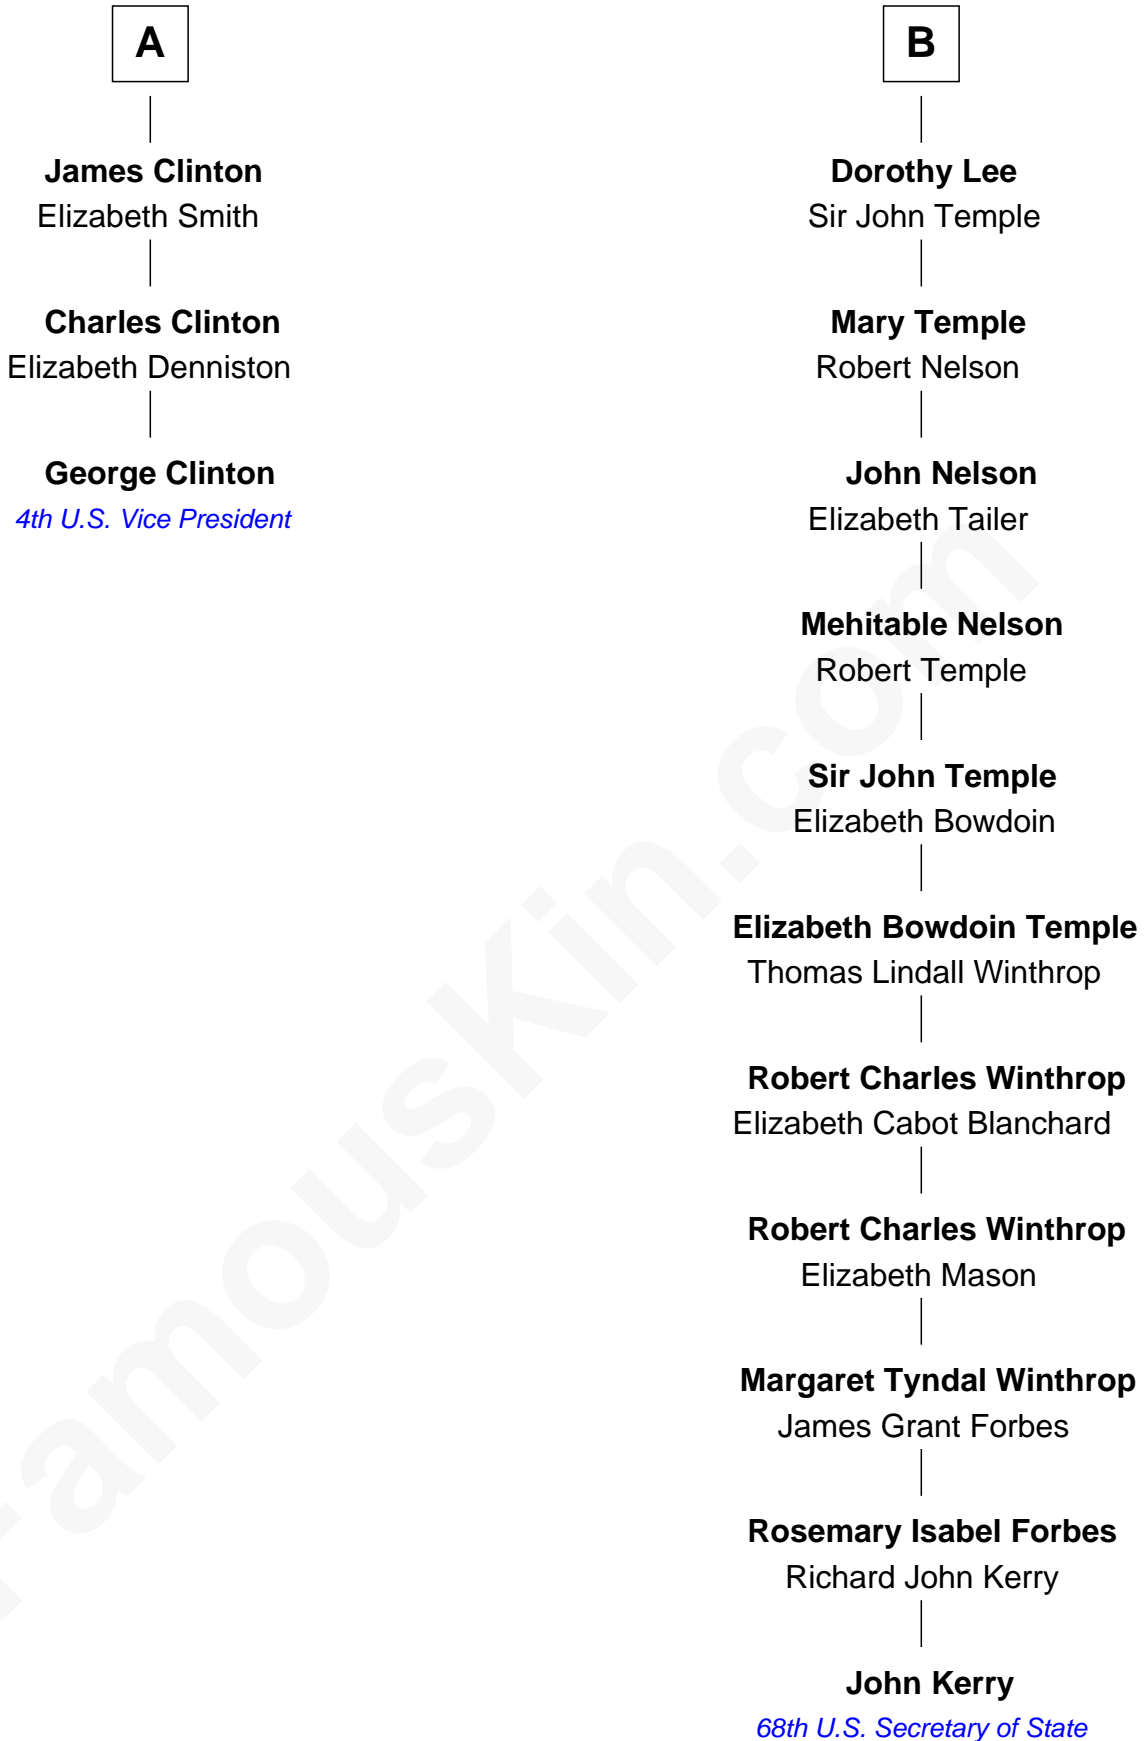 A
James Clinton
Elizabeth Smith
Charles Clinton
Elizabeth Denniston
George Clinton
4th U.S. Vice President
B
Dorothy Lee
Sir John Temple
Mary Temple
Robert Nelson
John Nelson
Elizabeth Tailer
Mehitable Nelson
Robert Temple
Sir John Temple
Elizabeth Bowdoin
Elizabeth Bowdoin Temple
Thomas Lindall Winthrop
Robert Charles Winthrop
Elizabeth Cabot Blanchard
Robert Charles Winthrop
Elizabeth Mason
Margaret Tyndal Winthrop
James Grant Forbes
Rosemary Isabel Forbes
Richard John Kerry
John Kerry
68th U.S. Secretary of State
FamousKin.com